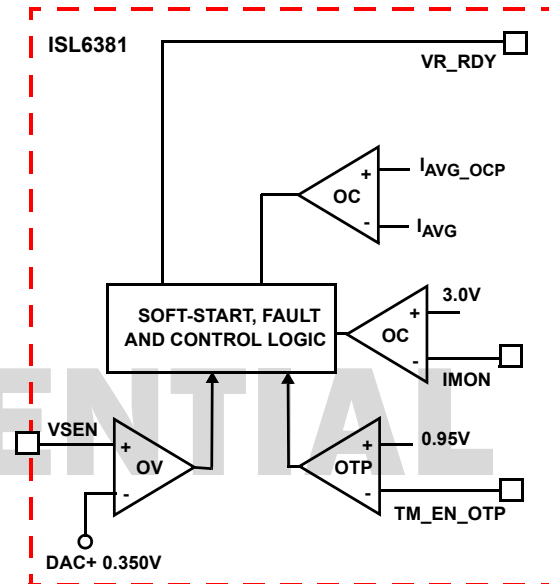 ISL6381
VR_RDY
+
OC
-
IAVG_OCP
IAVG
SOFT-START, FAULT
AND CONTROL LOGIC
3.0V
+
OC
-
IMON
ENTIAL
VSEN
+
OV
-
DAC+ 0.350V
0.95V
+
OTP
-
TM_EN_OTP